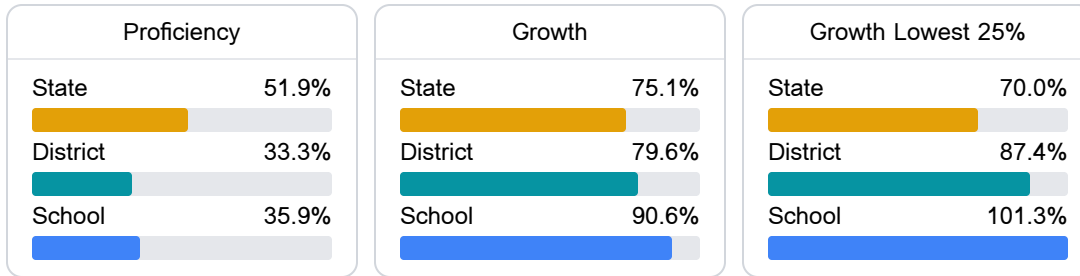 Proficiency
State 51.9%
District 33.3%
School 35.9%
Growth
State 75.1%
District 79.6%
School 90.6%
Growth Lowest 25%
State 70.0%
District 87.4%
School 101.3%